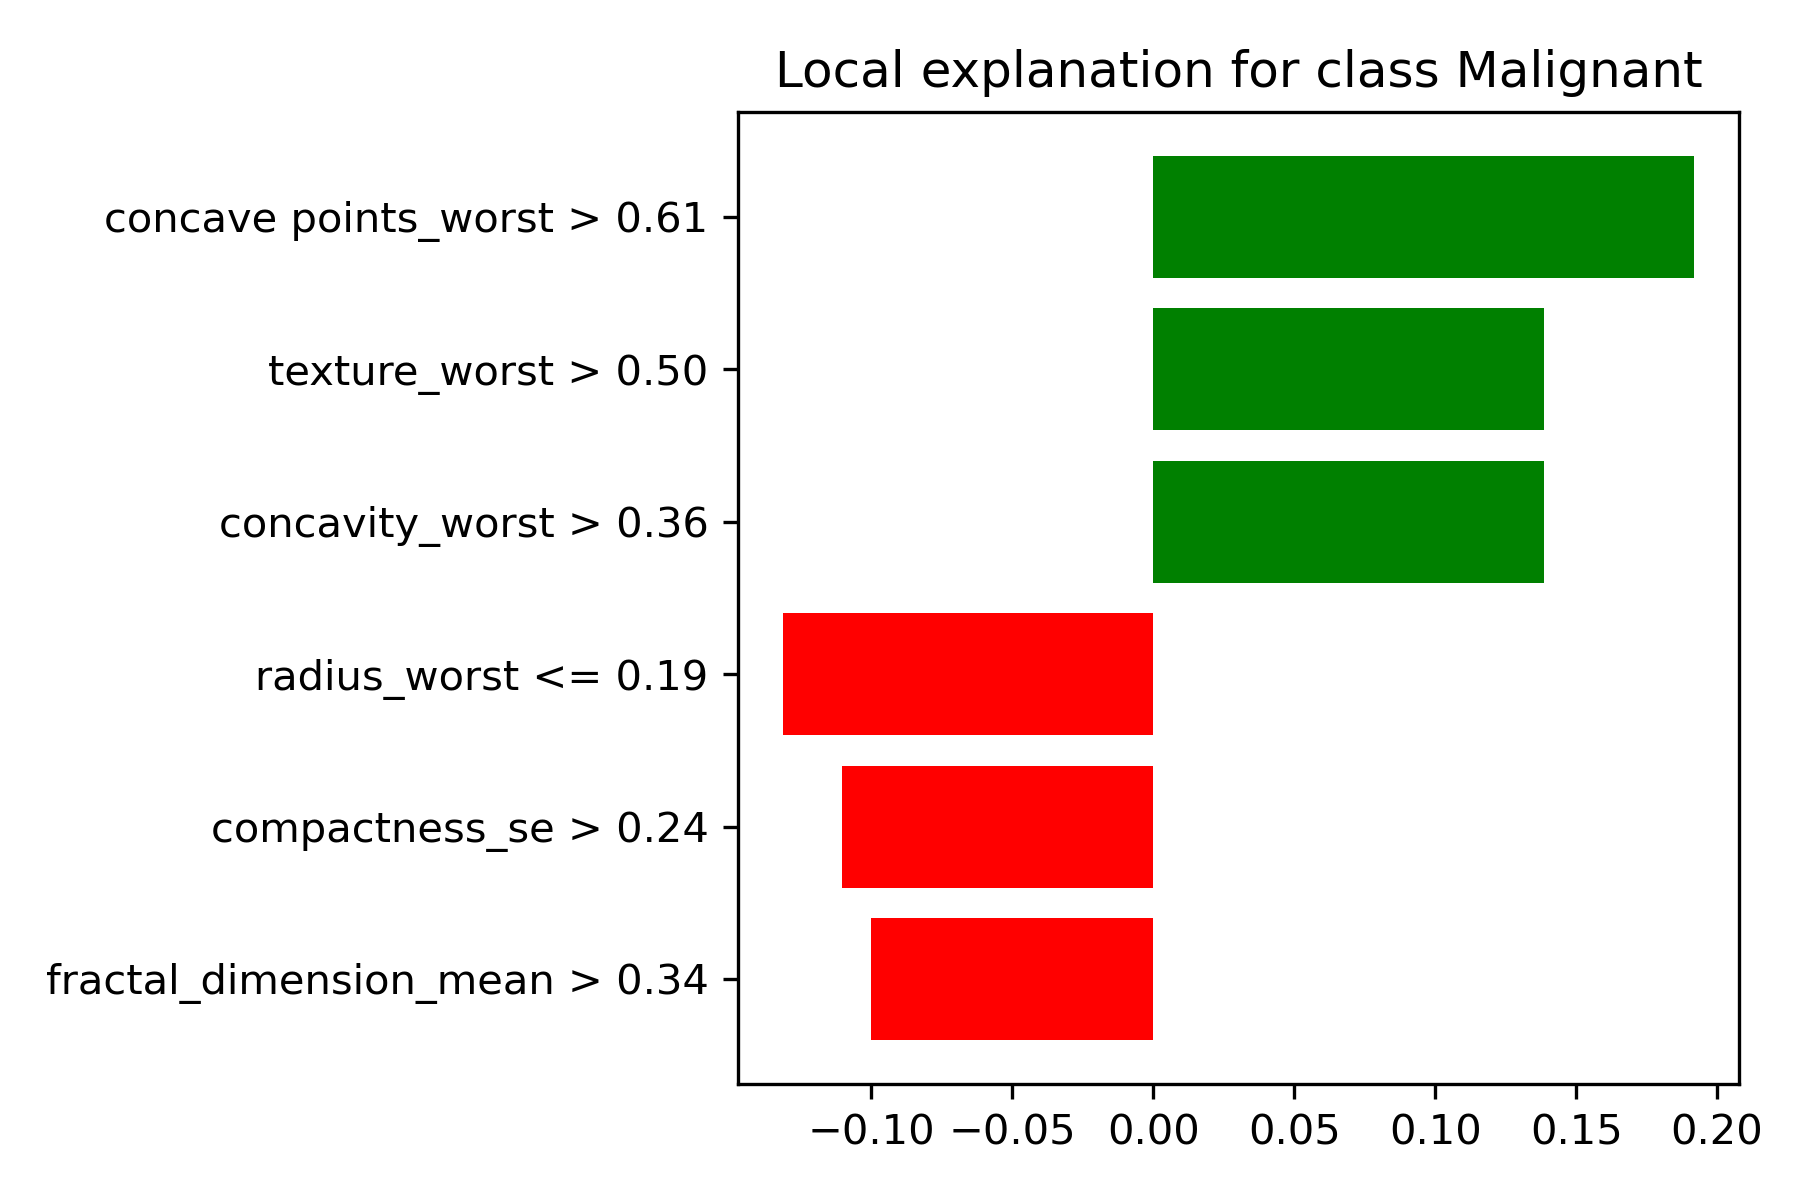 Local explanation for class Malignant
concave points_worst > 0.61
texture_worst > 0.50
concavity_worst > 0.36
radius_worst <= 0.19
compactness_se > 0.24
fractal_dimension_mean > 0.34
−0.10 −0.05 0.00 0.05 0.10 0.15 0.20